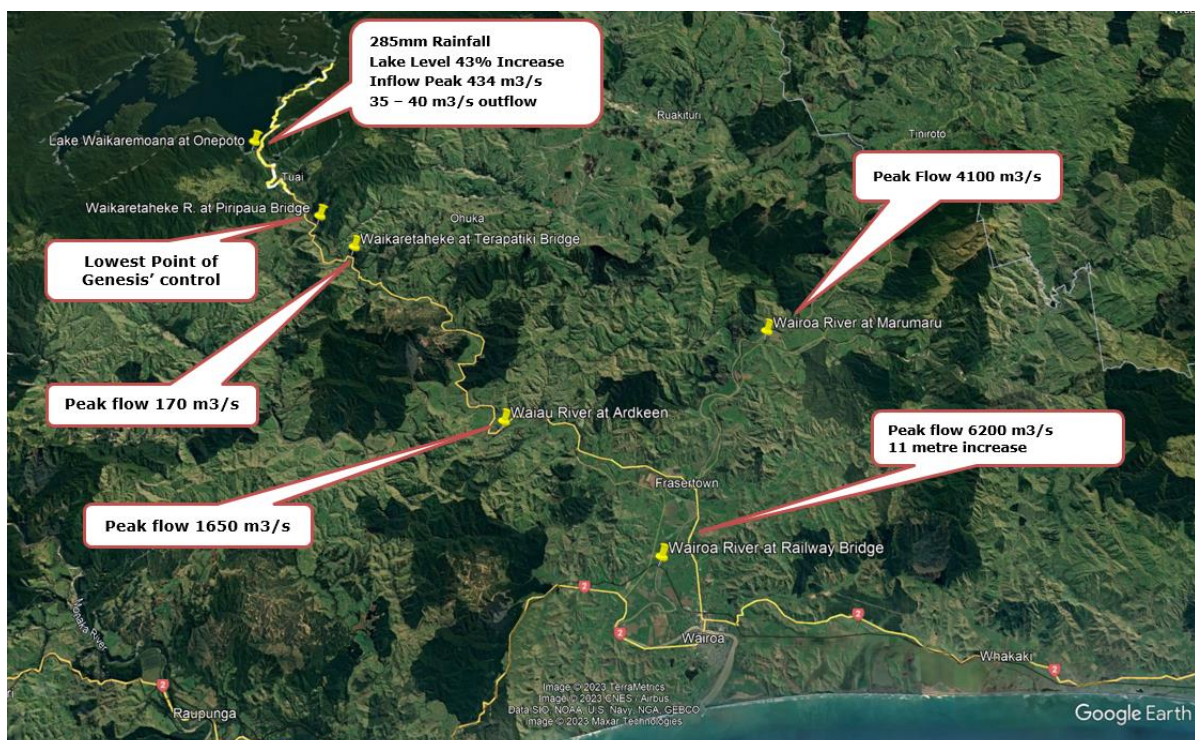 285mm Rainfall
Lake Level 43% Increase
Inflow Peak 434 m3/s
35 – 40 m3/s outflow
Ruakituri
Tiniroto
Lake Waikaremoana at Onepoto
Tuai
Peak Flow 4100 m3/s
Waikaretaheke R. at Piripaua Bridge
Ohuka
Waikaretaheke at Terapatiki Bridge
Lowest Point of
Genesis’ control
Wairoa River at Marumaru
Peak flow 170 m3/s
Waiau River at Ardkeen
Peak flow 6200 m3/s
11 metre increase
Frasertown
Peak flow 1650 m3/s
Wairoa River at Railway Bridge
2
2
2
2
2
Wairoa
Whakaki
Raupunga
Image © 2023 TerraMetrics
Image © 2023 CNES / Airbus
Data SIO, NOAA, U.S. Navy, NGA, GEBCO
Image © 2023 Maxar Technologies
Google Earth